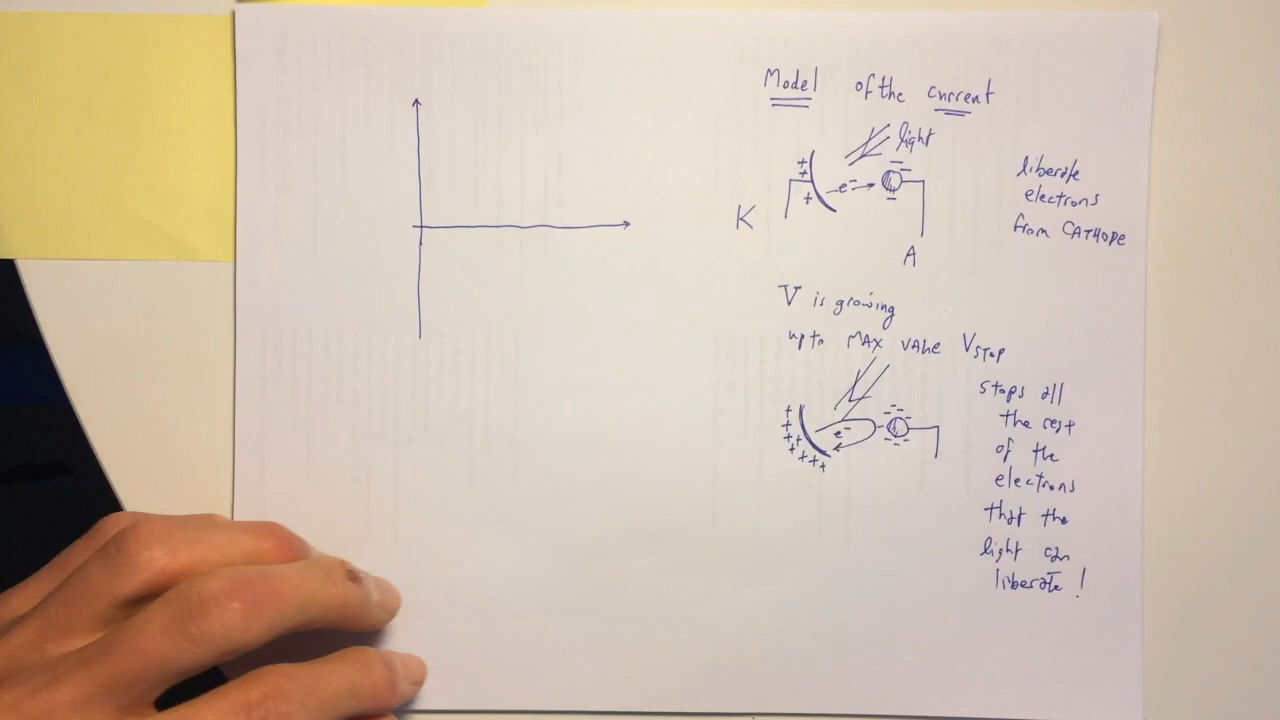 Model of the current
light
+ +
+
e⁻
K
A
liberate
electrons
from CATHODE
V is growing
up to MAX VALUE VSTOP
e⁻
stops all
the rest
of the
electrons
that the
light can
liberate !